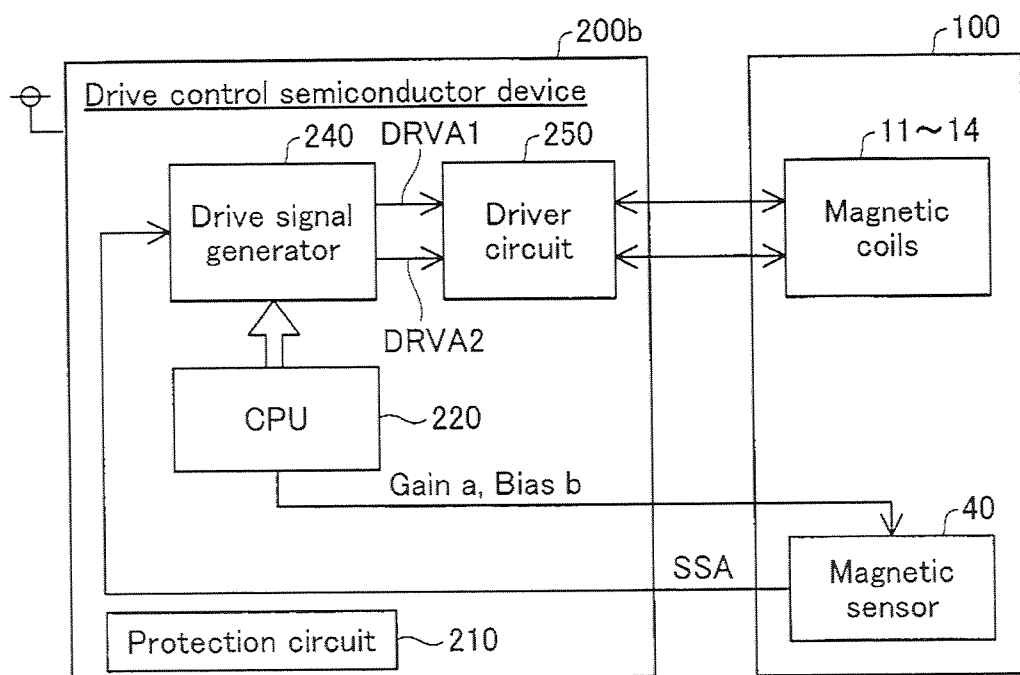 200b
100
Drive control semiconductor device
240
DRVA1
250
11~14
Drive signal
generator
Driver
circuit
Magnetic
coils
DRVA2
CPU
220
Gain a, Bias b
40
SSA
Magnetic
sensor
Protection circuit
210